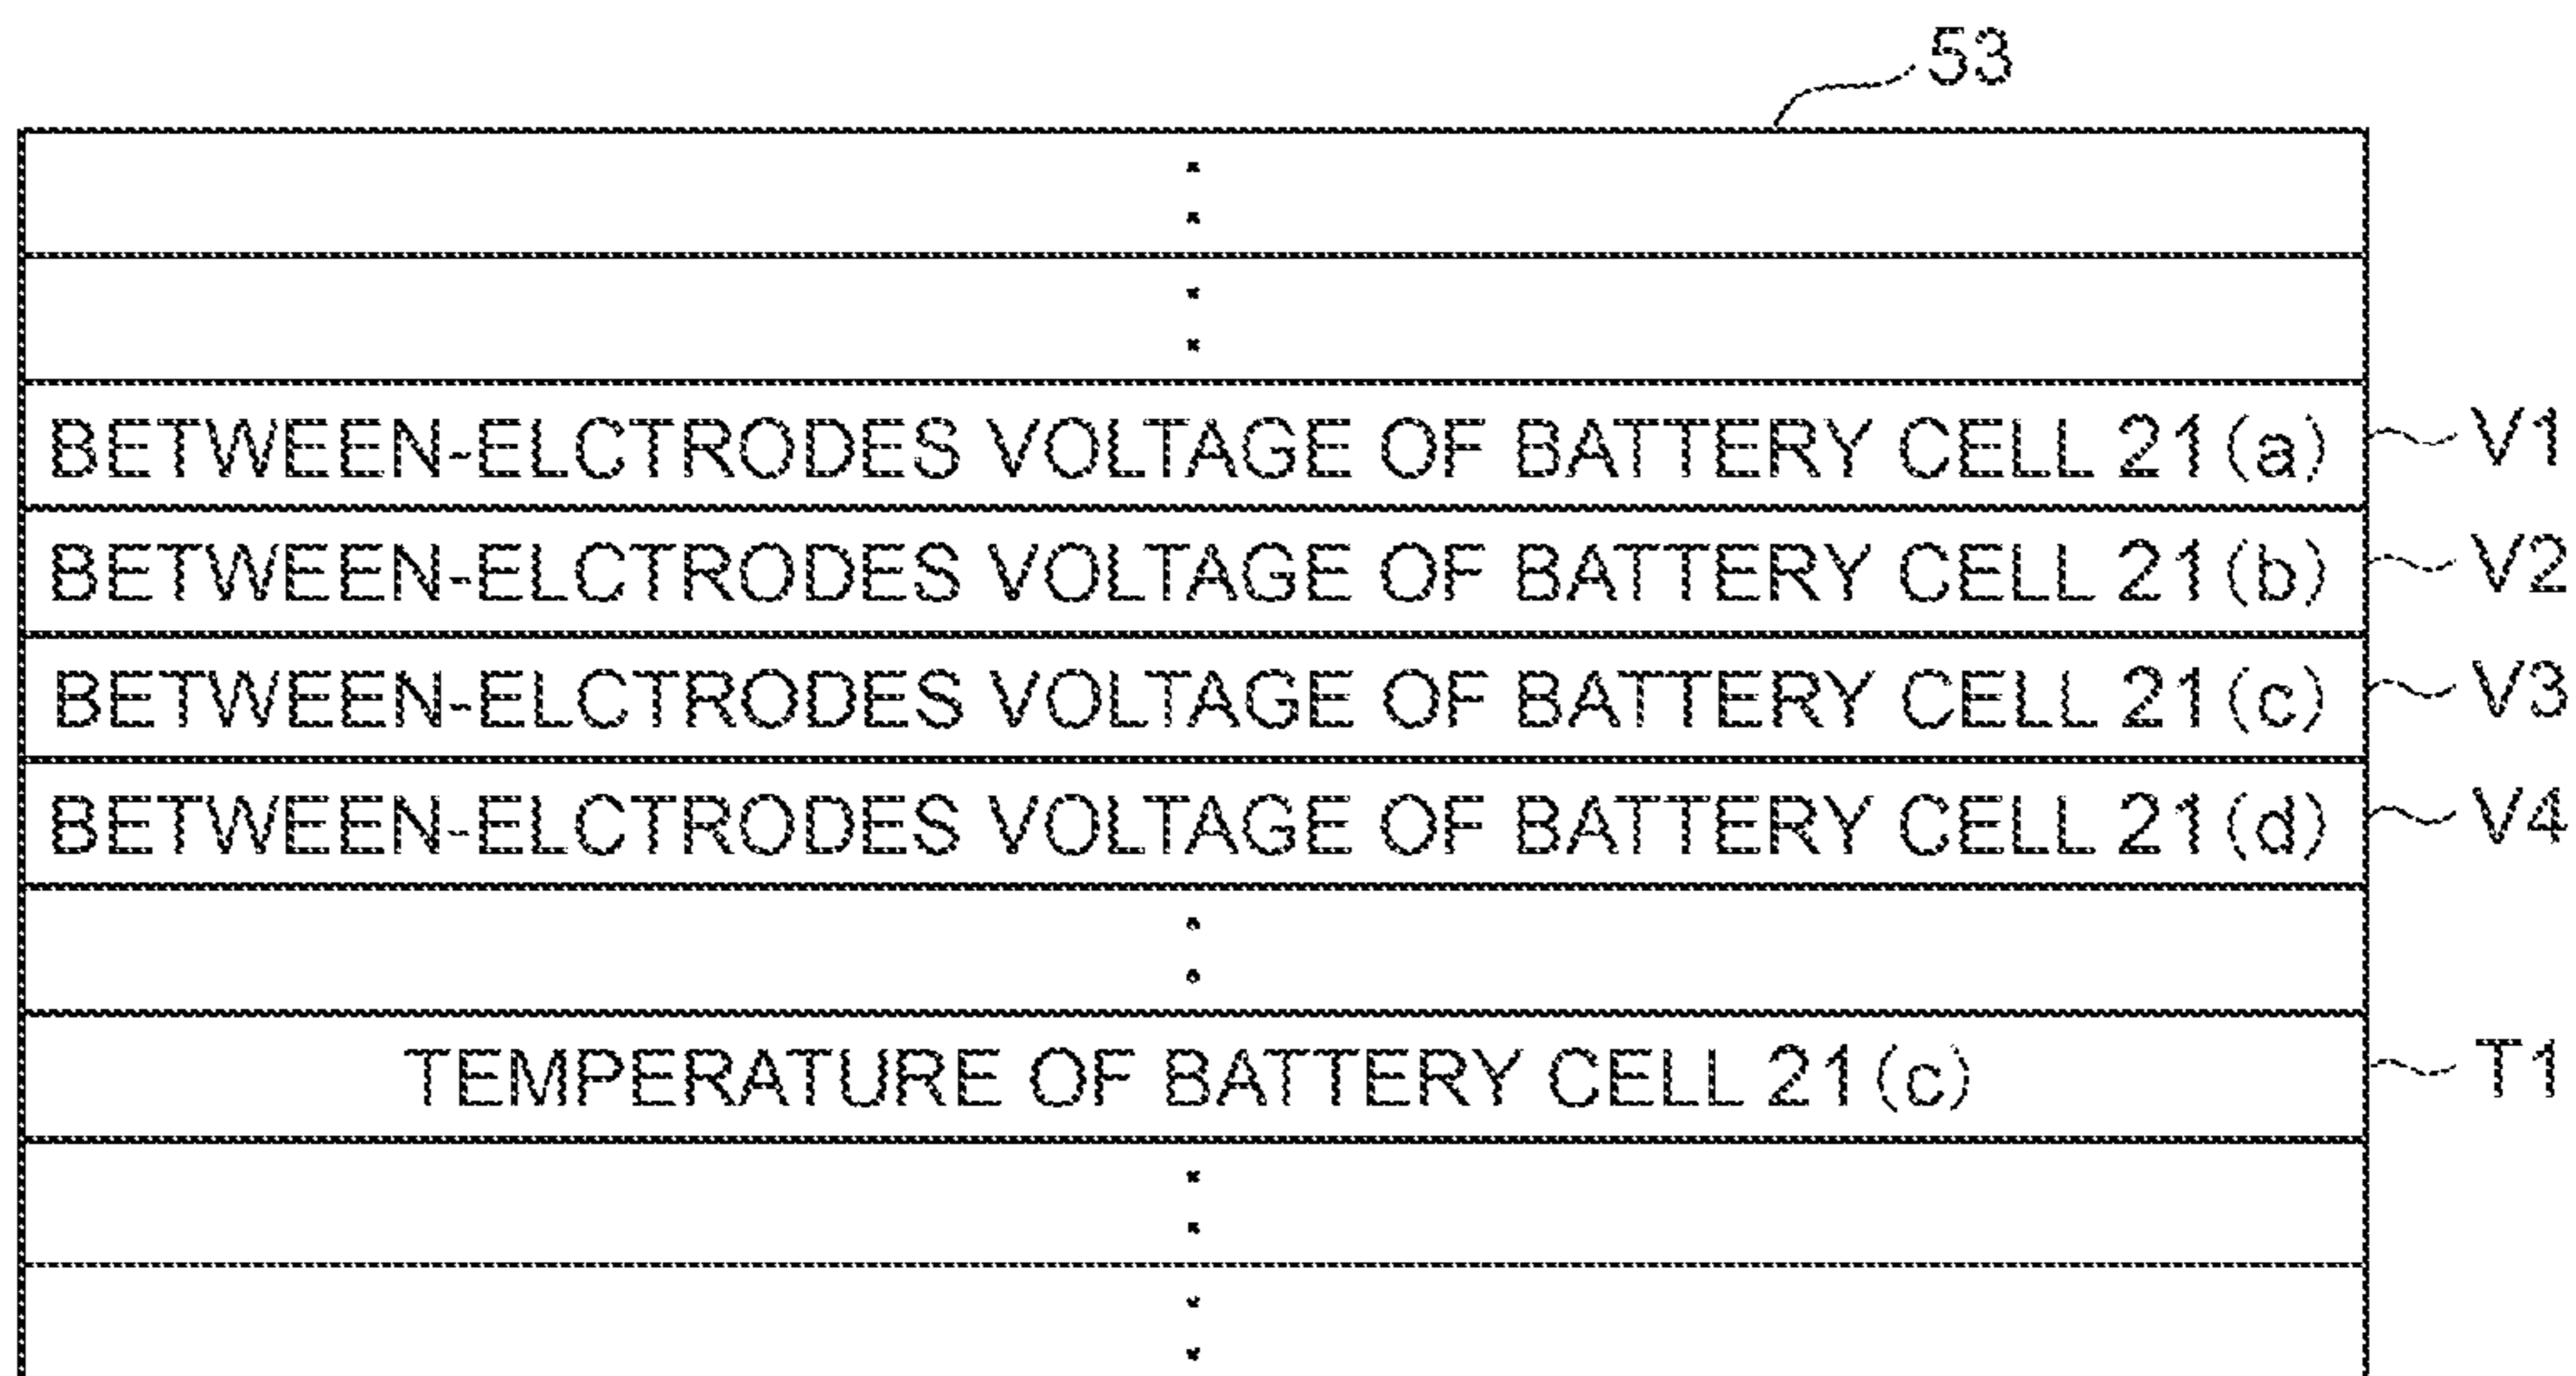 53
BETWEEN-ELCTRODES VOLTAGE OF BATTERY CELL 21(a) V1
BETWEEN-ELCTRODES VOLTAGE OF BATTERY CELL 21(b) V2
BETWEEN-ELCTRODES VOLTAGE OF BATTERY CELL 21(c) V3
BETWEEN-ELCTRODES VOLTAGE OF BATTERY CELL 21(d) V4
TEMPERATURE OF BATTERY CELL 21(c) T1